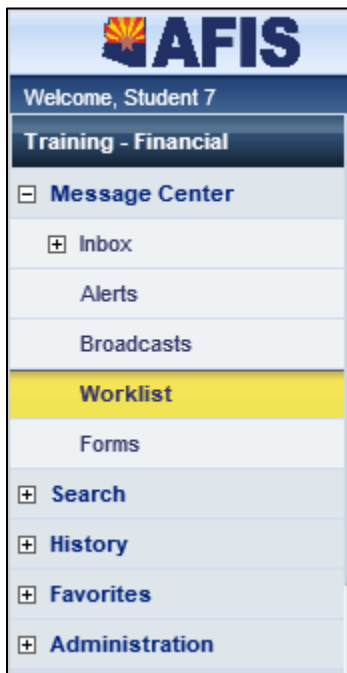 AFIS
Welcome, Student 7
Training - Financial
Message Center
Inbox
Alerts
Broadcasts
Worklist
Forms
Search
History
Favorites
Administration